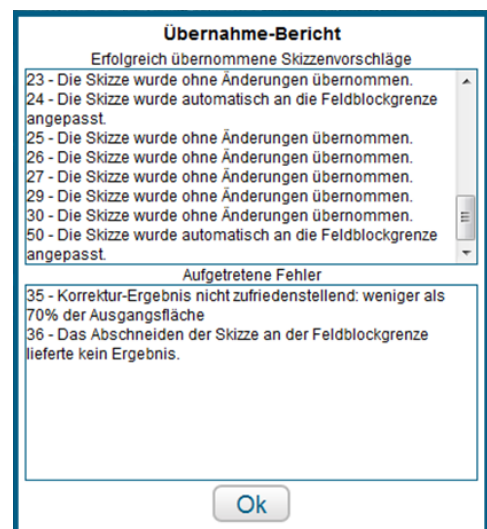 Übernahme-Bericht
Erfolgreich übernommene Skizzenvorschläge
23 - Die Skizze wurde ohne Änderungen übernommen.
24 - Die Skizze wurde automatisch an die Feldblockgrenze
angepasst.
25 - Die Skizze wurde ohne Änderungen übernommen.
26 - Die Skizze wurde ohne Änderungen übernommen.
27 - Die Skizze wurde ohne Änderungen übernommen.
29 - Die Skizze wurde ohne Änderungen übernommen.
30 - Die Skizze wurde ohne Änderungen übernommen.
50 - Die Skizze wurde automatisch an die Feldblockgrenze
angepasst.
Aufgetretene Fehler
35 - Korrektur-Ergebnis nicht zufriedenstellend: weniger als
70% der Ausgangsfläche
36 - Das Abschneiden der Skizze an der Feldblockgrenze
lieferte kein Ergebnis.
Ok